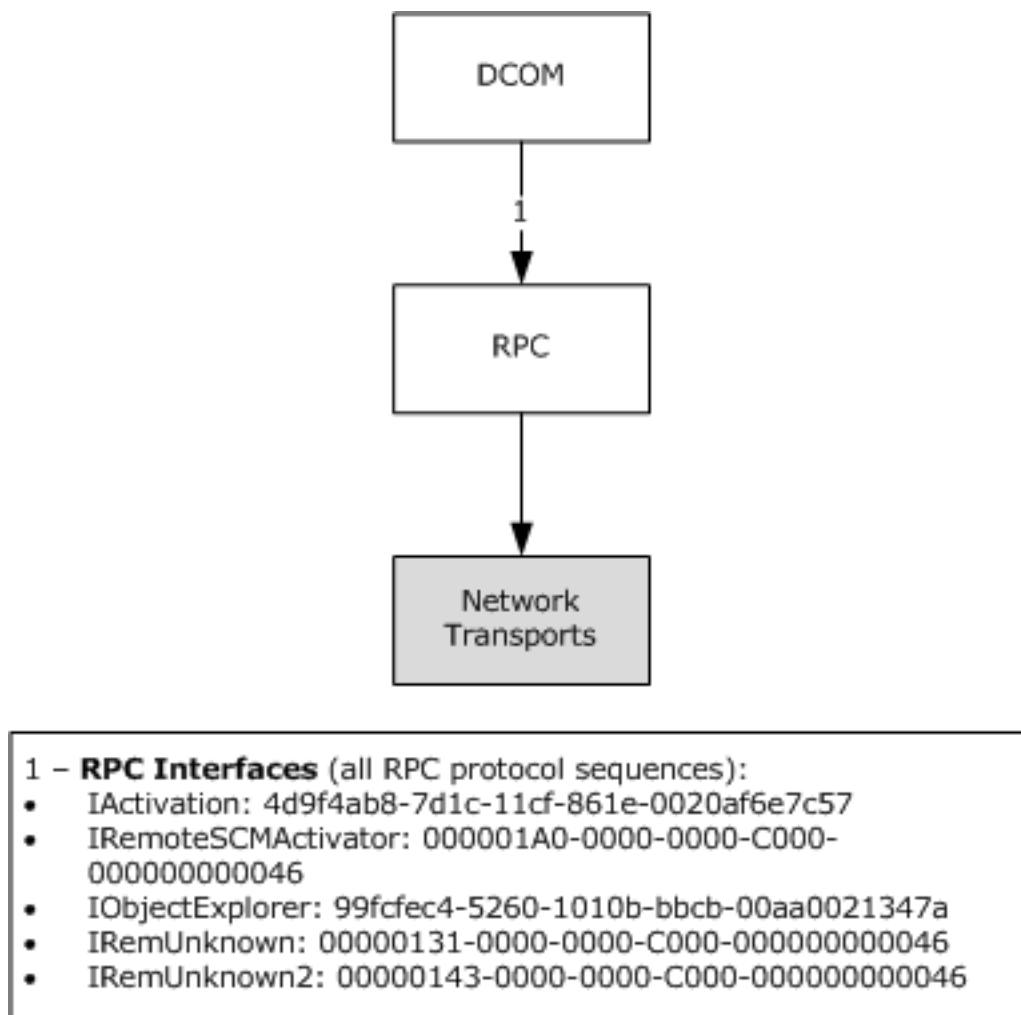 DCOM
1
RPC
Network
Transports
1 – RPC Interfaces (all RPC protocol sequences):
• IActivation: 4d9f4ab8-7d1c-11cf-861e-0020af6e7c57
• IRemoteSCMActivator: 000001A0-0000-0000-C000-
000000000046
• IObjectExplorer: 99fcfec4-5260-1010b-bbcb-00aa0021347a
• IRemUnknown: 00000131-0000-0000-C000-000000000046
• IRemUnknown2: 00000143-0000-0000-C000-000000000046